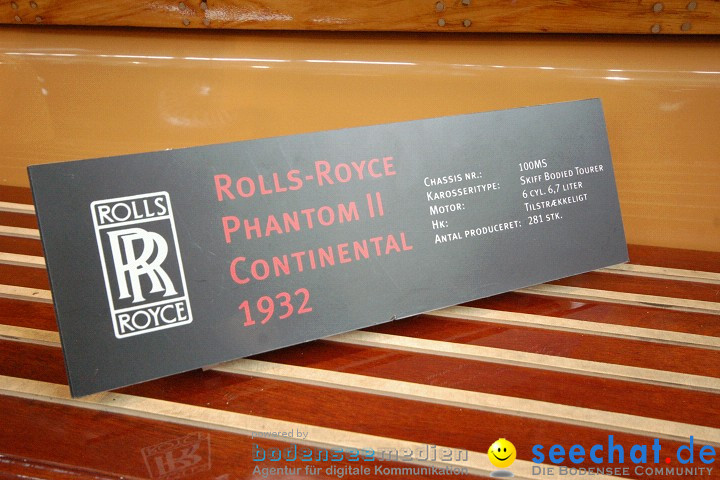 ROLLS
RR
ROYCE
ROLLS-ROYCE
PHANTOM II
CONTINENTAL
1932
CHASSIS NR.: 100MS
KAROSSERITYPE: SKIFF BODIED TOURER
MOTOR: 6 CYL. 6,7 LITER
HK: TILSTRÆKKELIGT
ANTAL PRODUCERET: 281 STK.
powered by
bodenseemedien
Agentur für digitale Kommunikation
seechat.de
DIE BODENSEE COMMUNITY